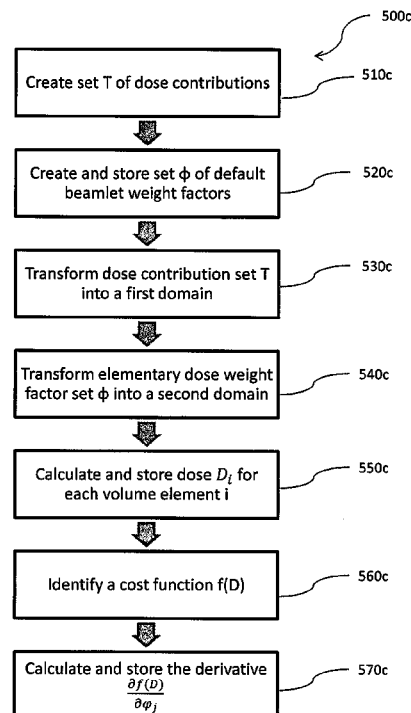 500c
Create set T of dose contributions
510c
Create and store set ϕ of default
beamlet weight factors
520c
Transform dose contribution set T
into a first domain
530c
Transform elementary dose weight
factor set ϕ into a second domain
540c
Calculate and store dose D_i for
each volume element i
550c
Identify a cost function f(D)
560c
Calculate and store the derivative
∂f(D)/∂φ_j
570c